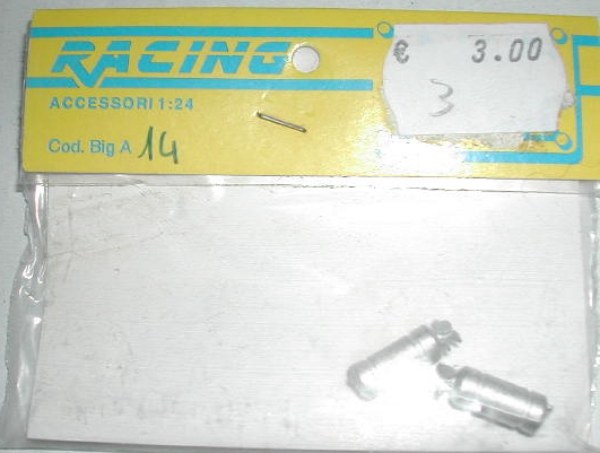 RACING
ACCESSORI 1:24
Cod. Big A 14
€ 3.00
3